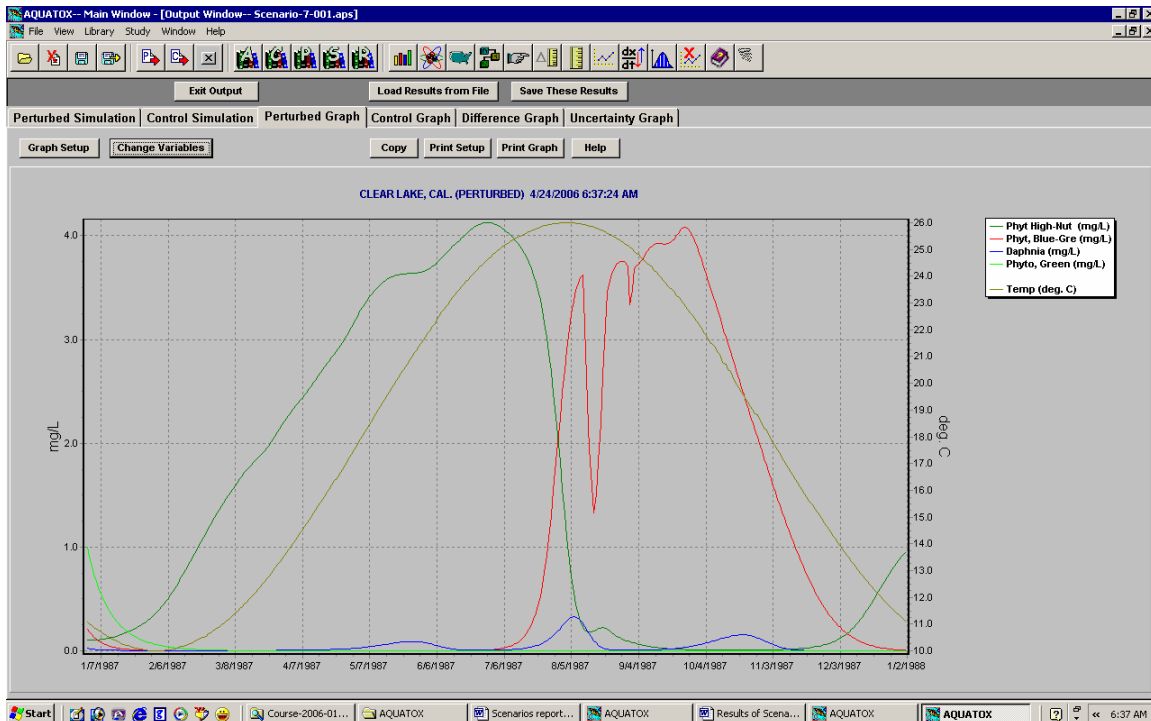 AQUATOX-- Main Window - [Output Window-- Scenario-7-001.aps]
File View Library Study Window Help
Exit Output Load Results from File Save These Results
Perturbed Simulation Control Simulation Perturbed Graph Control Graph Difference Graph Uncertainty Graph
Graph Setup Change Variables Copy Print Setup Print Graph Help
CLEAR LAKE, CAL. (PERTURBED) 4/24/2006 6:37:24 AM
4.0
3.0
2.0
1.0
0.0
mg/L
26.0
25.0
24.0
23.0
22.0
21.0
20.0
19.0
18.0
17.0
16.0
15.0
14.0
13.0
12.0
11.0
10.0
deg. C
Phyt High-Nut (mg/L)
Phyt, Blue-Gre (mg/L)
Daphnia (mg/L)
Phyto, Green (mg/L)
Temp (deg. C)
1/7/1987 2/6/1987 3/8/1987 4/7/1987 5/7/1987 6/6/1987 7/6/1987 8/5/1987 9/4/1987 10/4/1987 11/3/1987 12/3/1987 1/2/1988
Start Course-2006-01... AQUATOX Scenarios report... AQUATOX Results of Scena... AQUATOX AQUATOX 6:37 AM